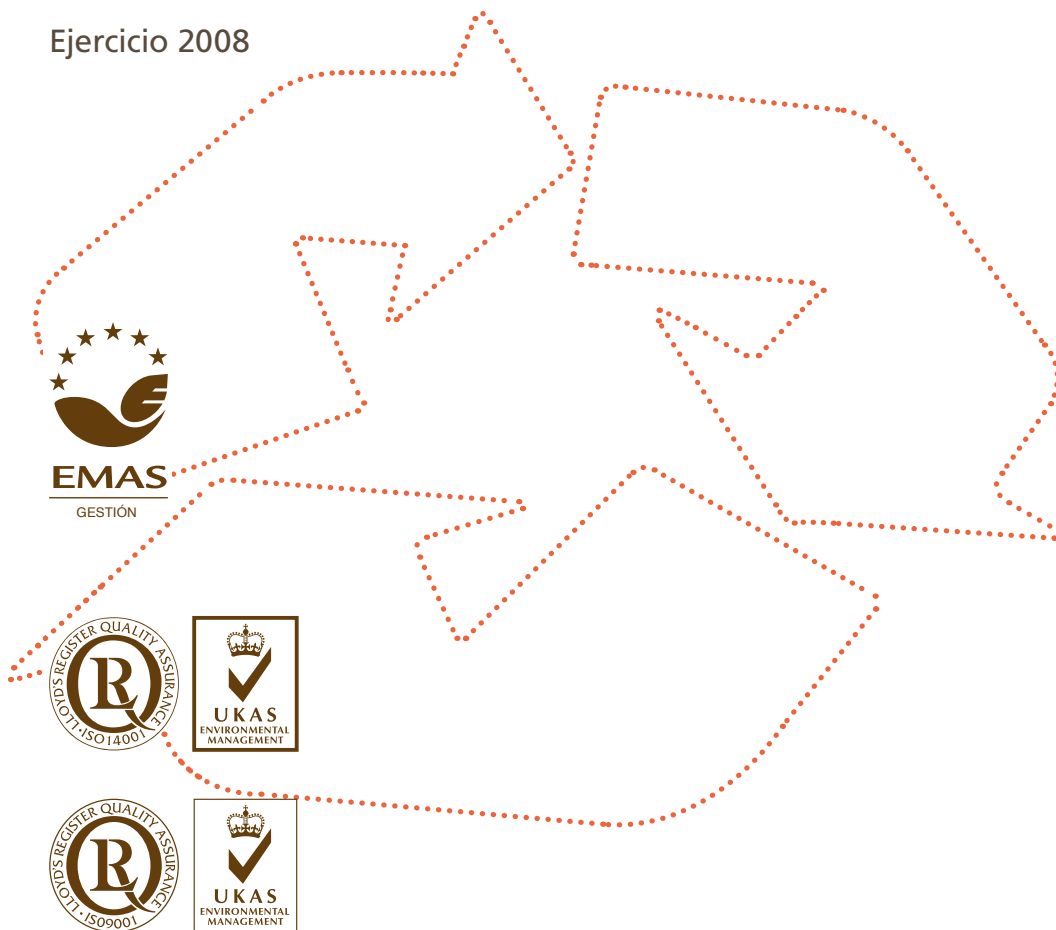 Ejercicio 2008
EMAS
GESTIÓN
LLOYD'S REGISTER QUALITY ASSURANCE
·ISO14001·
UKAS
ENVIRONMENTAL
MANAGEMENT
LLOYD'S REGISTER QUALITY ASSURANCE
·ISO9001·
UKAS
ENVIRONMENTAL
MANAGEMENT